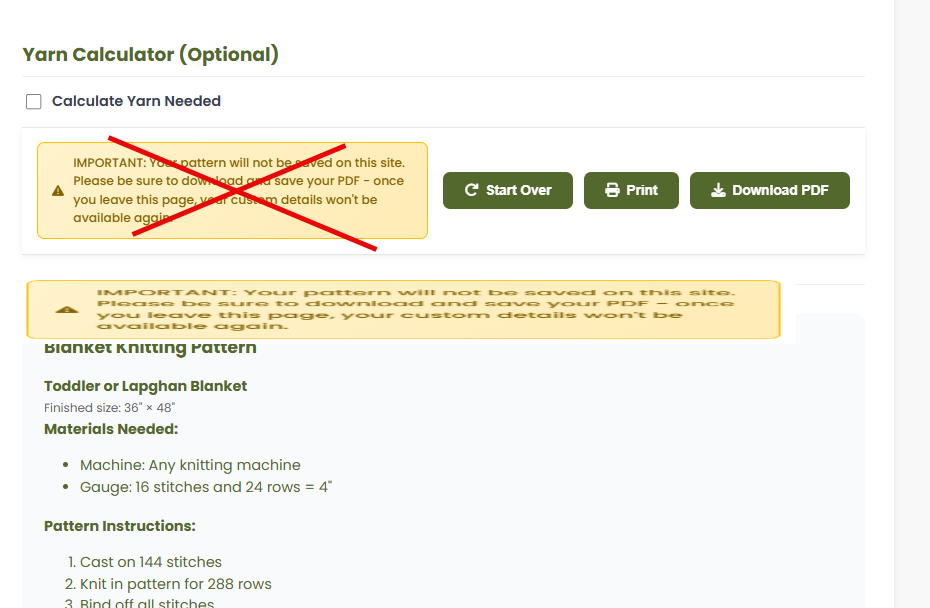 Yarn Calculator (Optional)
Calculate Yarn Needed
IMPORTANT: Your pattern will not be saved on this site.
Please be sure to download and save your PDF - once
you leave this page, your custom details won't be
available again.
Start Over
Print
Download PDF
IMPORTANT: Your pattern will not be saved on this site.
Please be sure to download and save your PDF - once
you leave this page, your custom details won't be
available again.
Blanket Knitting Pattern
Toddler or Lapghan Blanket
Finished size: 36" × 48"
Materials Needed:
• Machine: Any knitting machine
• Gauge: 16 stitches and 24 rows = 4"
Pattern Instructions:
1. Cast on 144 stitches
2. Knit in pattern for 288 rows
3. Bind off all stitches